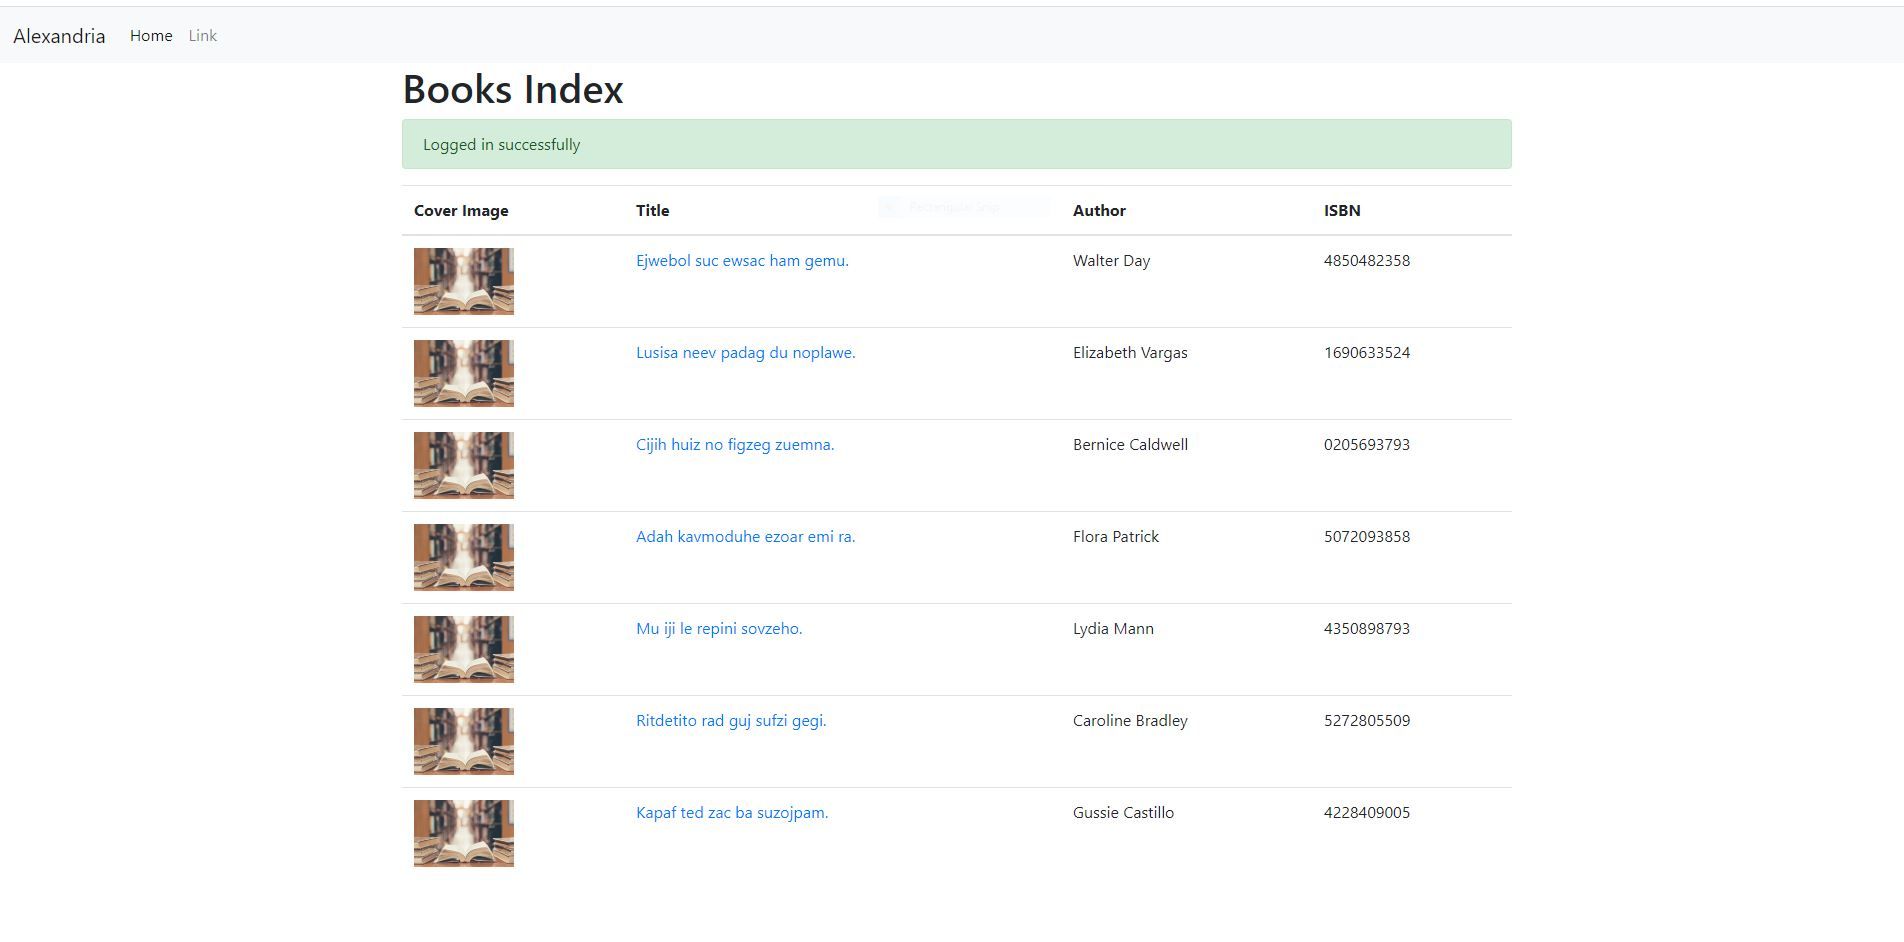 Alexandria Home Link
Books Index
Logged in successfully
Cover Image Title Author ISBN
Rectangular Snip
Ejwebol suc ewsac ham gemu. Walter Day 4850482358
Lusisa neev padag du noplawe. Elizabeth Vargas 1690633524
Cijih huiz no figzeg zuemna. Bernice Caldwell 0205693793
Adah kavmoduhe ezoar emi ra. Flora Patrick 5072093858
Mu iji le repini sovzeho. Lydia Mann 4350898793
Ritdetito rad guj sufzi gegi. Caroline Bradley 5272805509
Kapaf ted zac ba suzojpam. Gussie Castillo 4228409005